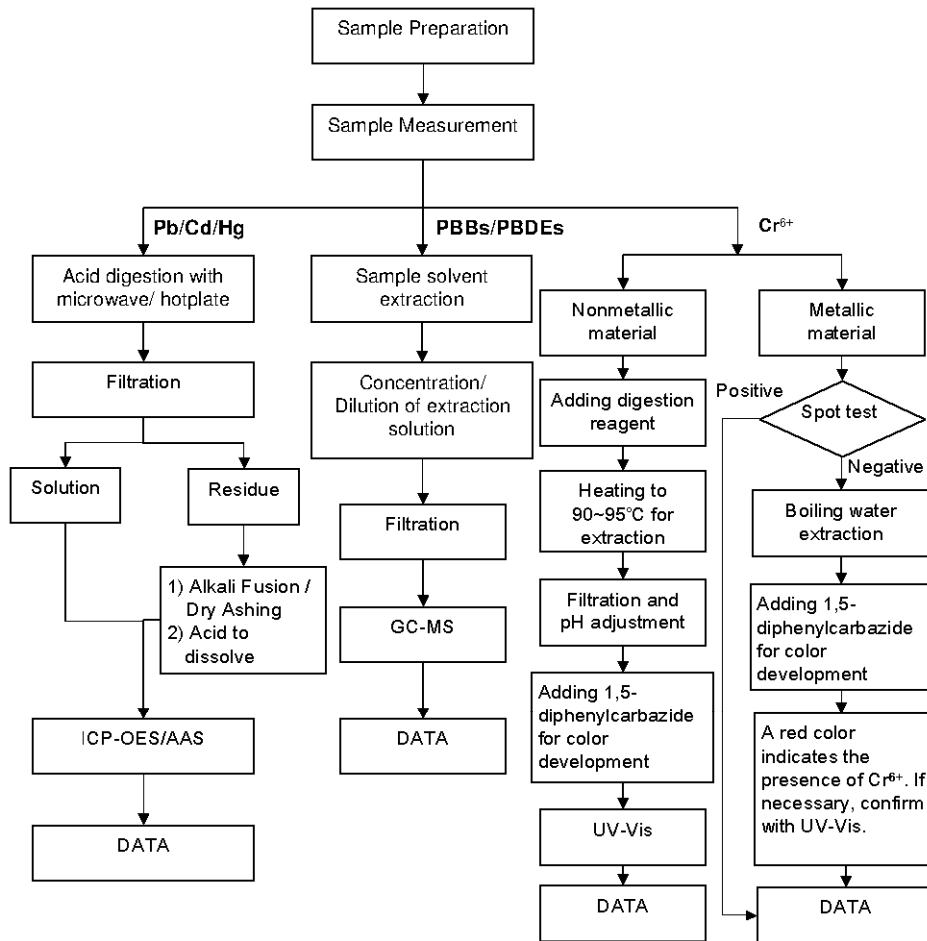 Sample Preparation
Sample Measurement
Pb/Cd/Hg
PBBs/PBDEs
Cr⁶⁺
Acid digestion with
microwave/ hotplate
Filtration
Solution
Residue
1) Alkali Fusion /
Dry Ashing
2) Acid to
dissolve
ICP-OES/AAS
DATA
Sample solvent
extraction
Concentration/
Dilution of extraction
solution
Filtration
GC-MS
DATA
Nonmetallic
material
Adding digestion
reagent
Heating to
90~95°C for
extraction
Filtration and
pH adjustment
Adding 1,5-
diphenylcarbazide
for color
development
UV-Vis
DATA
Metallic
material
Positive
Spot test
Negative
Boiling water
extraction
Adding 1,5-
diphenylcarbazide
for color
development
A red color
indicates the
presence of Cr⁶⁺. If
necessary, confirm
with UV-Vis.
DATA